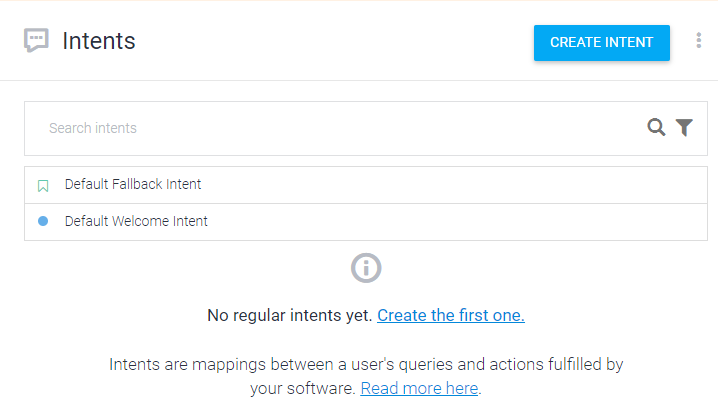 Intents
CREATE INTENT
Search intents
Default Fallback Intent
Default Welcome Intent
No regular intents yet. Create the first one.
Intents are mappings between a user's queries and actions fulfilled by
your software. Read more here.